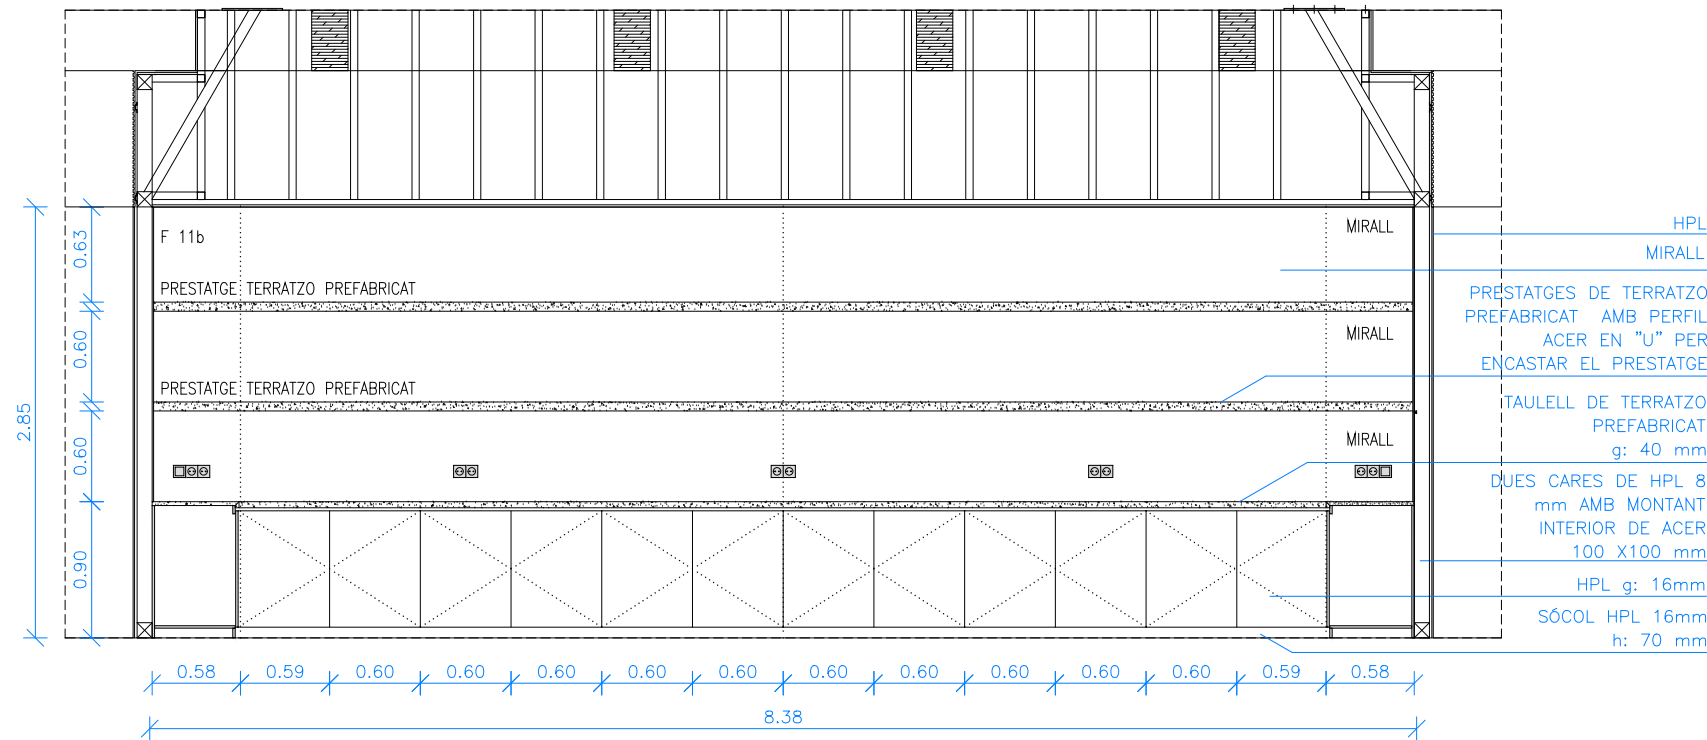 F 11b
MIRALL
PRESTATGE TERRATZO PREFABRICAT
MIRALL
PRESTATGE TERRATZO PREFABRICAT
MIRALL
HPL
MIRALL
PRESTATGES DE TERRATZO
PREFABRICAT AMB PERFIL
ACER EN "U" PER
ENCASTAR EL PRESTATGE
TAULELL DE TERRATZO
PREFABRICAT
g: 40 mm
DUES CARES DE HPL 8
mm AMB MONTANT
INTERIOR DE ACER
100 X100 mm
HPL g: 16mm
SÓCOL HPL 16mm
h: 70 mm
2.85
0.63
0.60
0.60
0.90
0.58 0.59 0.60 0.60 0.60 0.60 0.60 0.60 0.60 0.60 0.60 0.60 0.59 0.58
8.38